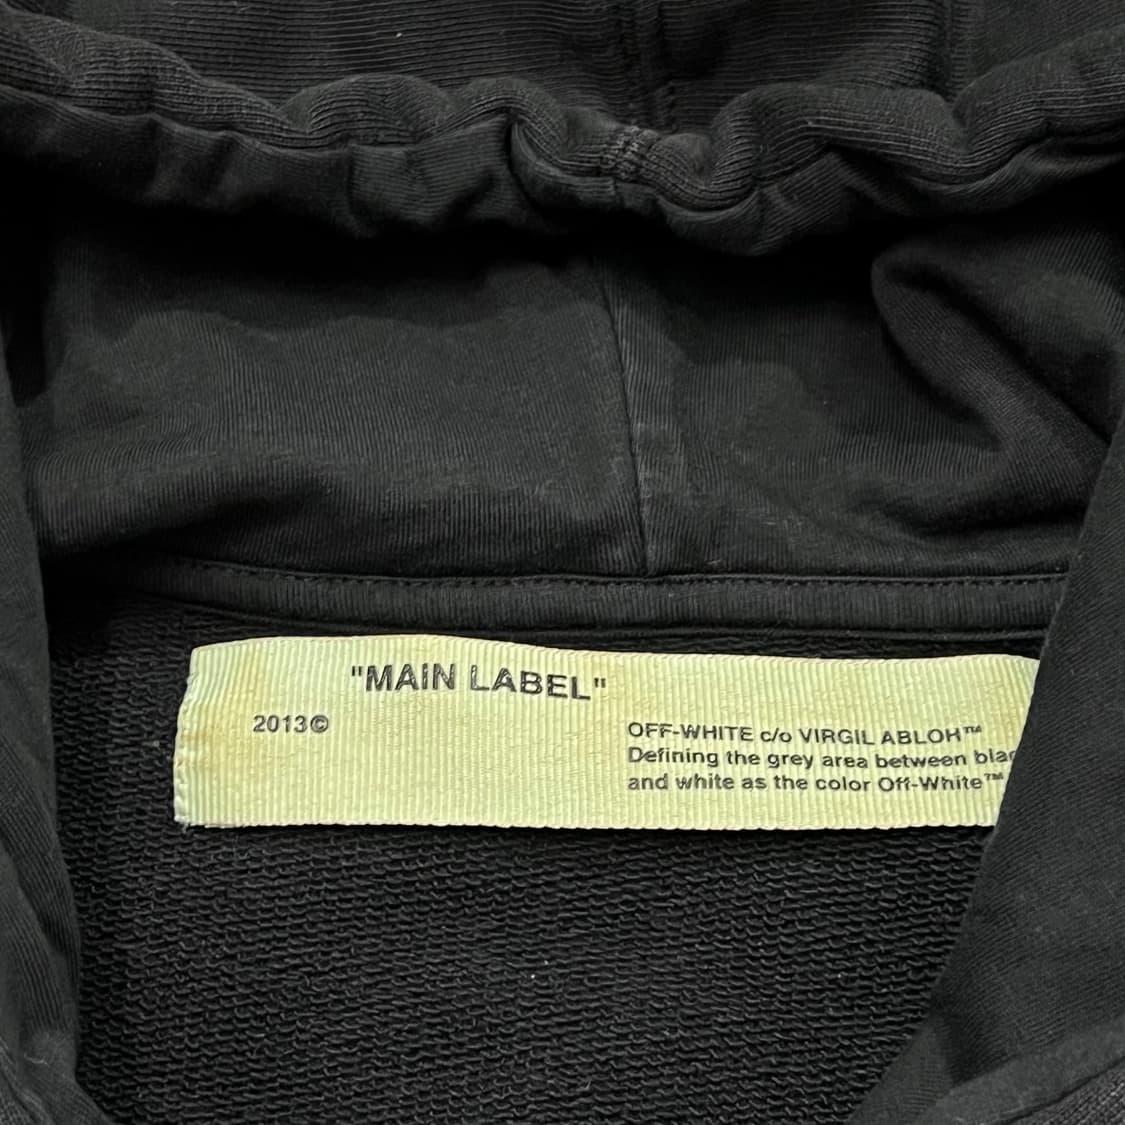 "MAIN LABEL"
2013©
OFF-WHITE c/o VIRGIL ABLOH™
Defining the grey area between
and white as the color Off-White™